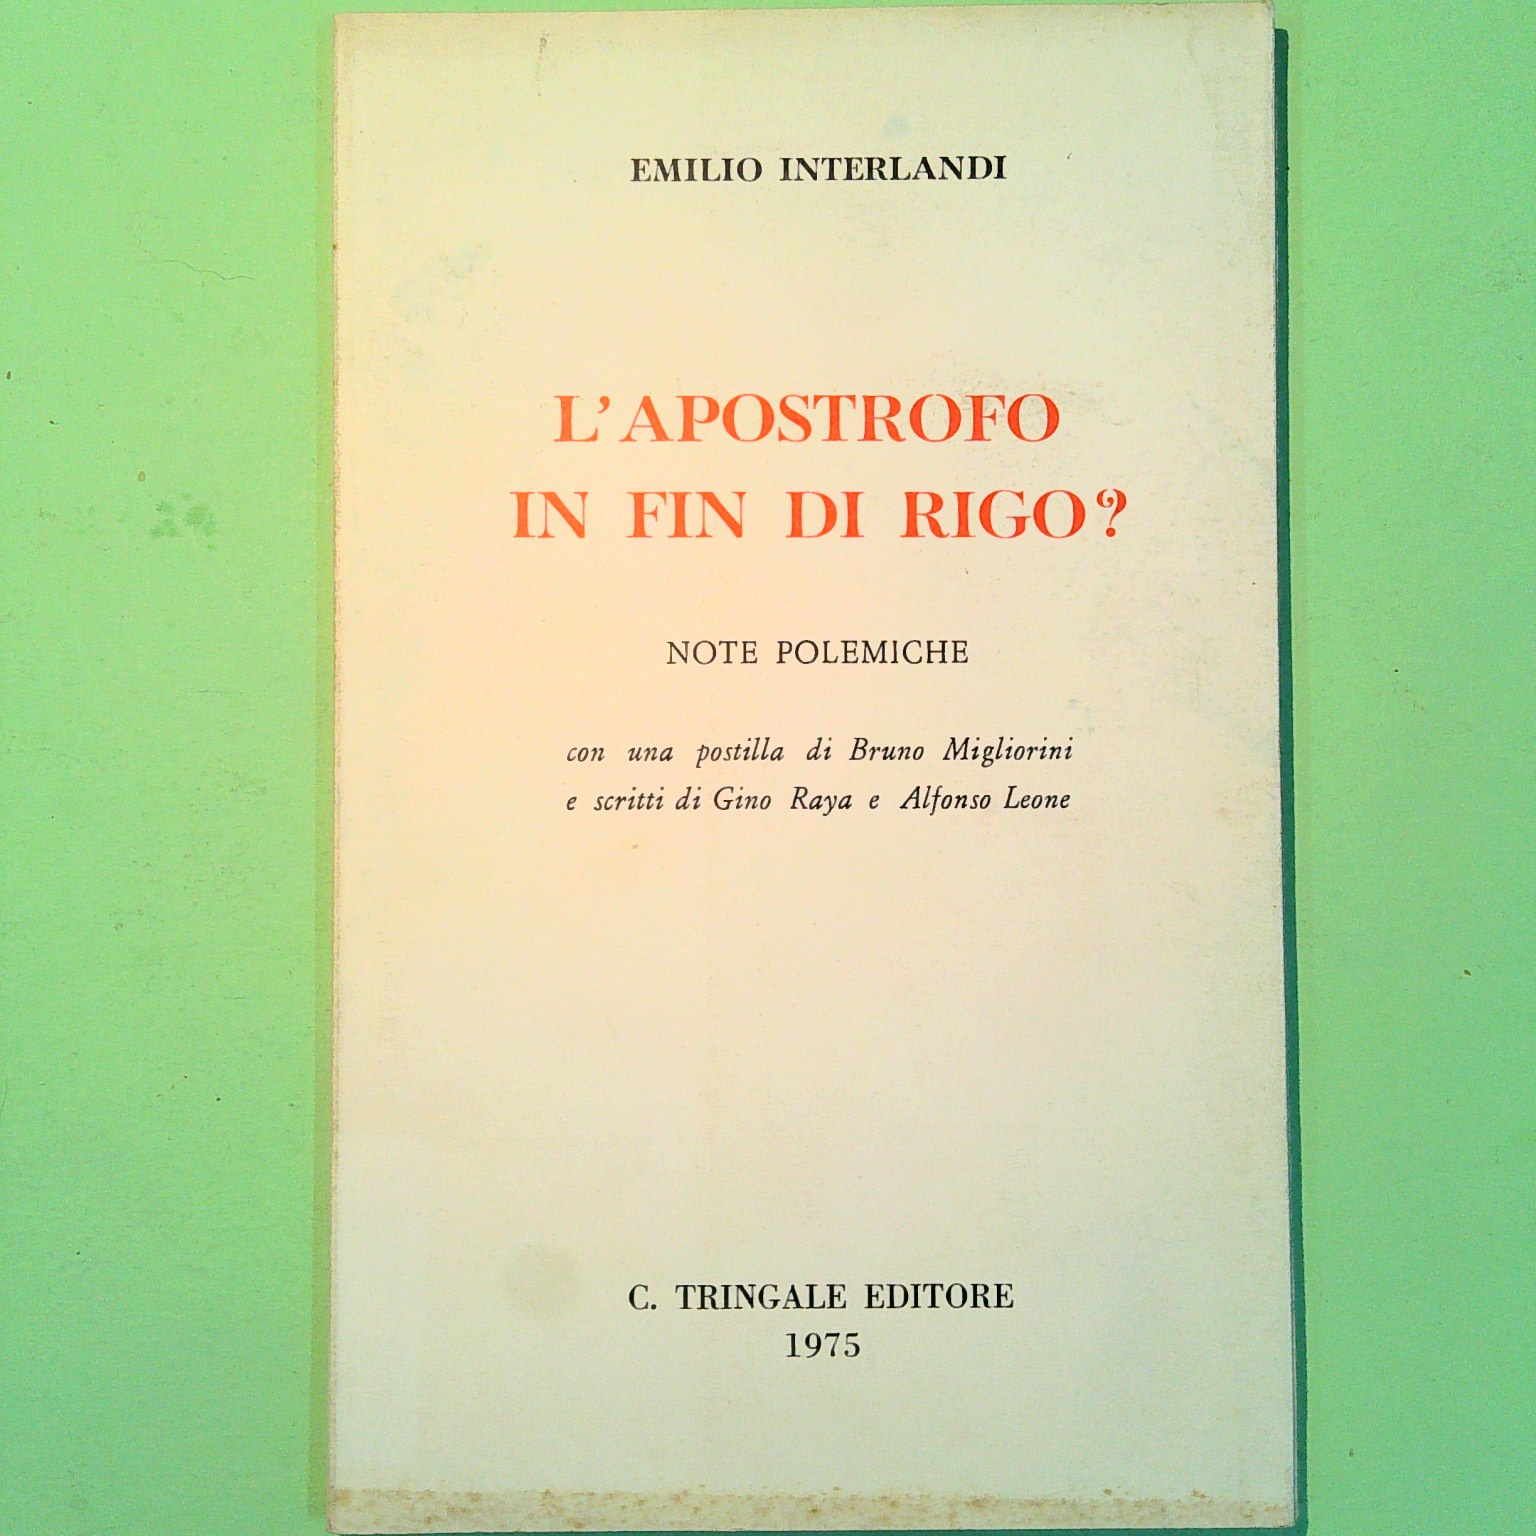 EMILIO INTERLANDI
L'APOSTROFO
IN FIN DI RIGO?
NOTE POLEMICHE
con una postilla di Bruno Migliorini
e scritti di Gino Raya e Alfonso Leone
C. TRINGALE EDITORE
1975